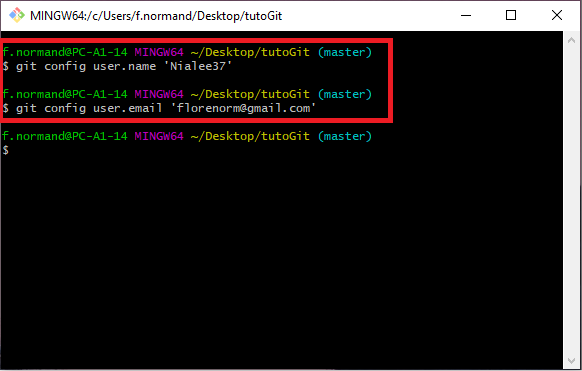 MINGW64:/c/Users/f.normand/Desktop/tutoGit
f.normand@PC-A1-14 MINGW64 ~/Desktop/tutoGit (master)
$ git config user.name 'Nialee37'
f.normand@PC-A1-14 MINGW64 ~/Desktop/tutoGit (master)
$ git config user.email 'florenorm@gmail.com'
f.normand@PC-A1-14 MINGW64 ~/Desktop/tutoGit (master)
$